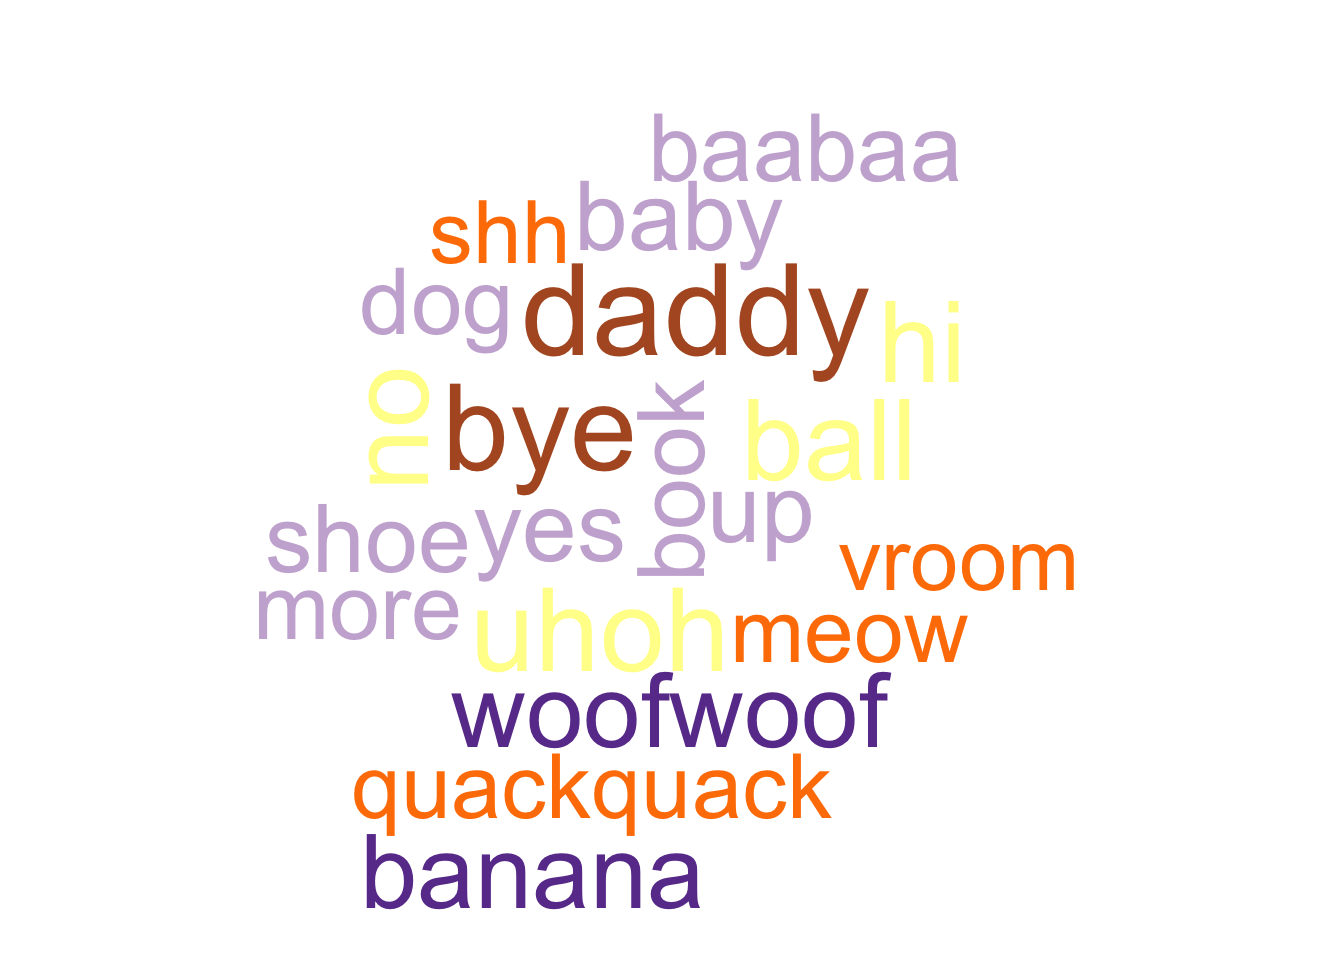 baabaa
shh baby
dog daddy hi
no bye book ball
shoe yes up
vroom
more uhoh meow
woofwoof
quackquack
banana